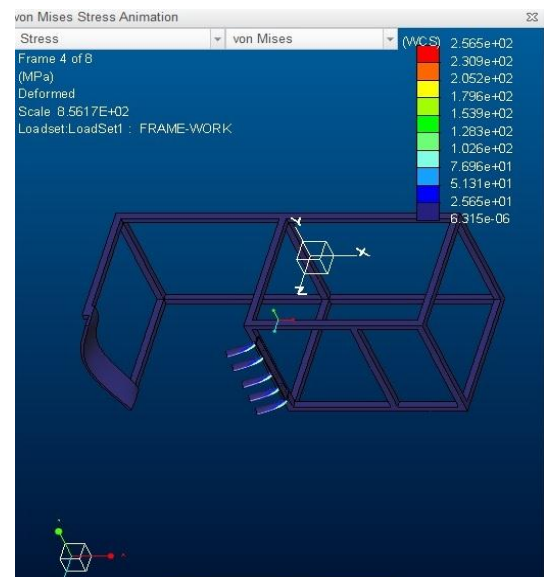 von Mises Stress Animation
Stress
von Mises
Frame 4 of 8
(MPa)
Deformed
Scale 8.5617E+02
Loadset:LoadSet1 : FRAME-WORK
(WCS)
2.565e+02
2.309e+02
2.052e+02
1.796e+02
1.539e+02
1.283e+02
1.026e+02
7.696e+01
5.131e+01
2.565e+01
6.315e-06
Y
X
Z